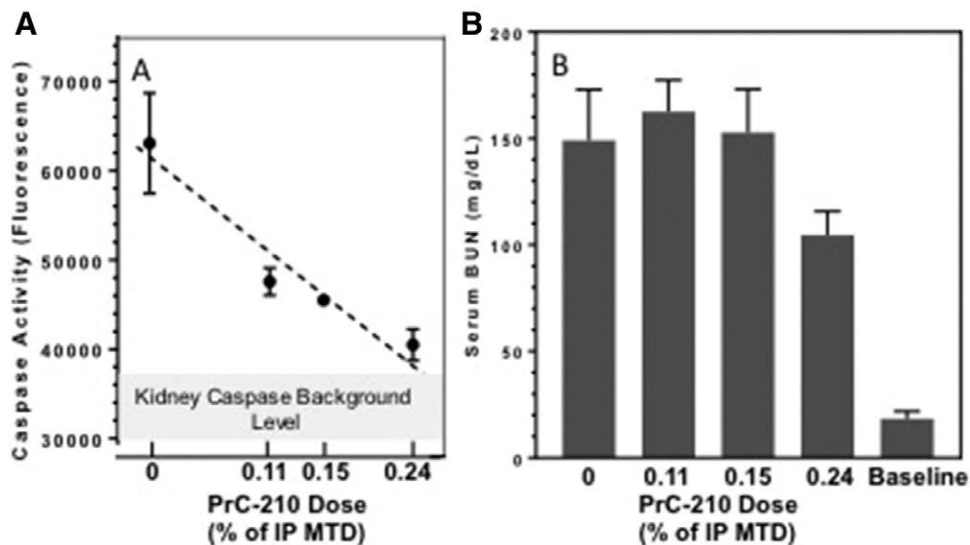 A
A
Caspase Activity (Fluorescence)
70000
60000
50000
40000
30000
Kidney Caspase Background
Level
0 0.11 0.15 0.24
PrC-210 Dose
(% of IP MTD)
B
B
Serum BUN (mg/dL)
200
150
100
50
0
0 0.11 0.15 0.24 Baseline
PrC-210 Dose
(% of IP MTD)